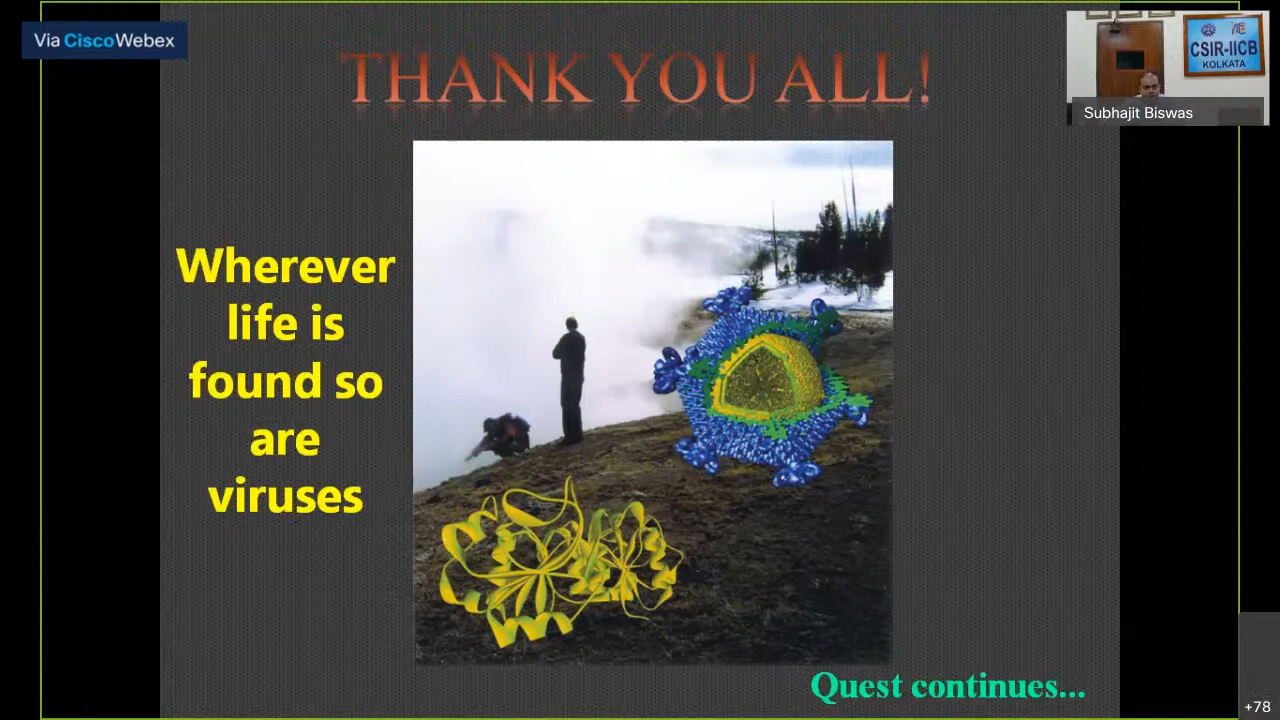 Via CiscoWebex
THANK YOU ALL!
CSIR-IICB
KOLKATA
Subhajit Biswas
Wherever
life is
found so
are
viruses
Quest continues...
+78